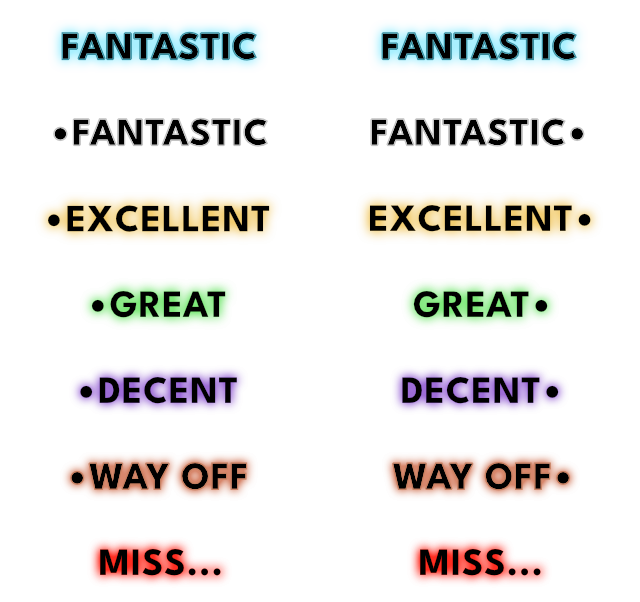 FANTASTIC FANTASTIC
•FANTASTIC FANTASTIC•
•EXCELLENT EXCELLENT•
•GREAT GREAT•
•DECENT DECENT•
•WAY OFF WAY OFF•
MISS... MISS...